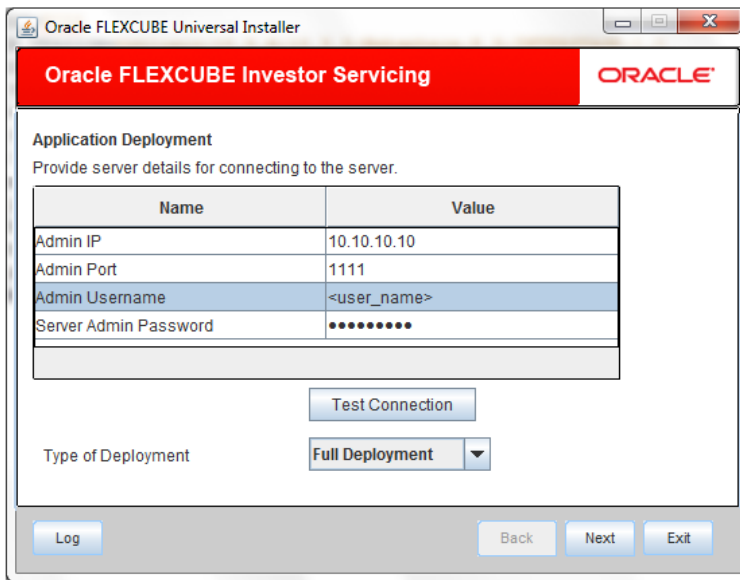 Oracle FLEXCUBE Universal Installer
Oracle FLEXCUBE Investor Servicing
ORACLE
Application Deployment
Provide server details for connecting to the server.
Name Value
Admin IP 10.10.10.10
Admin Port 1111
Admin Username <user_name>
Server Admin Password •••••••••
Test Connection
Type of Deployment Full Deployment
Log Back Next Exit